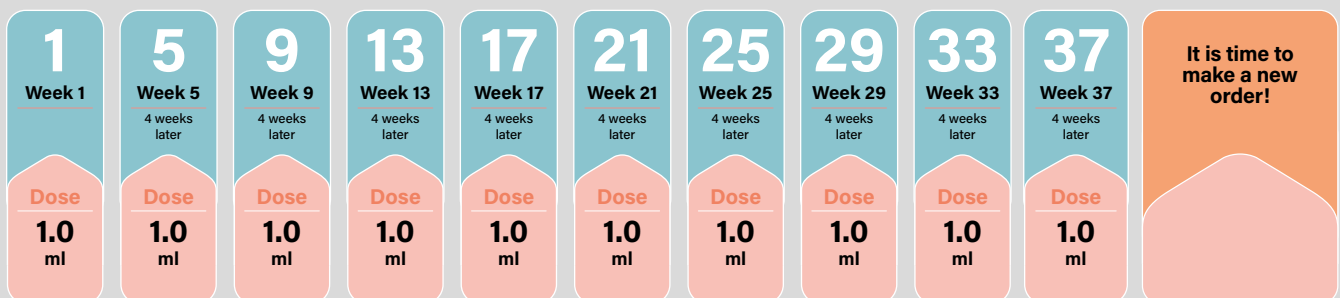 1
Week 1
Dose
1.0
ml
5
Week 5
4 weeks
later
Dose
1.0
ml
9
Week 9
4 weeks
later
Dose
1.0
ml
13
Week 13
4 weeks
later
Dose
1.0
ml
17
Week 17
4 weeks
later
Dose
1.0
ml
21
Week 21
4 weeks
later
Dose
1.0
ml
25
Week 25
4 weeks
later
Dose
1.0
ml
29
Week 29
4 weeks
later
Dose
1.0
ml
33
Week 33
4 weeks
later
Dose
1.0
ml
37
Week 37
4 weeks
later
Dose
1.0
ml
It is time to
make a new
order!